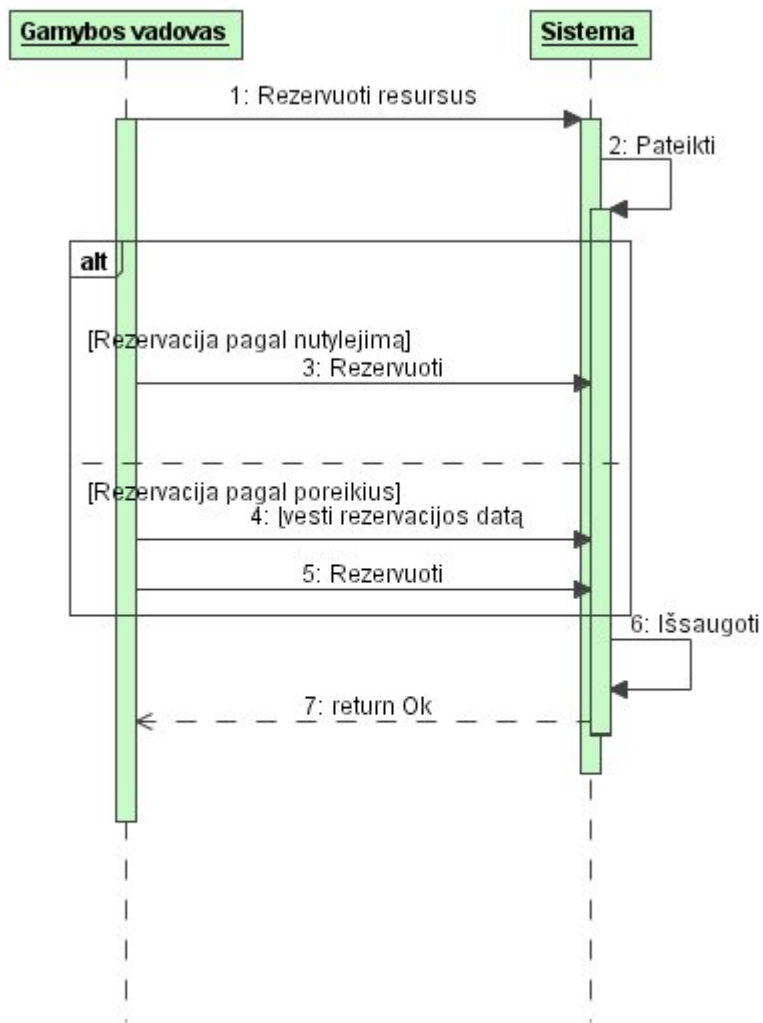 Gamybos vadovas
Sistema
1: Rezervuoti resursus
2: Pateikti
alt
[Rezervacija pagal nutylejimą]
3: Rezervuoti
[Rezervacija pagal poreikius]
4: Įvesti rezervacijos datą
5: Rezervuoti
6: Išsaugoti
7: return Ok